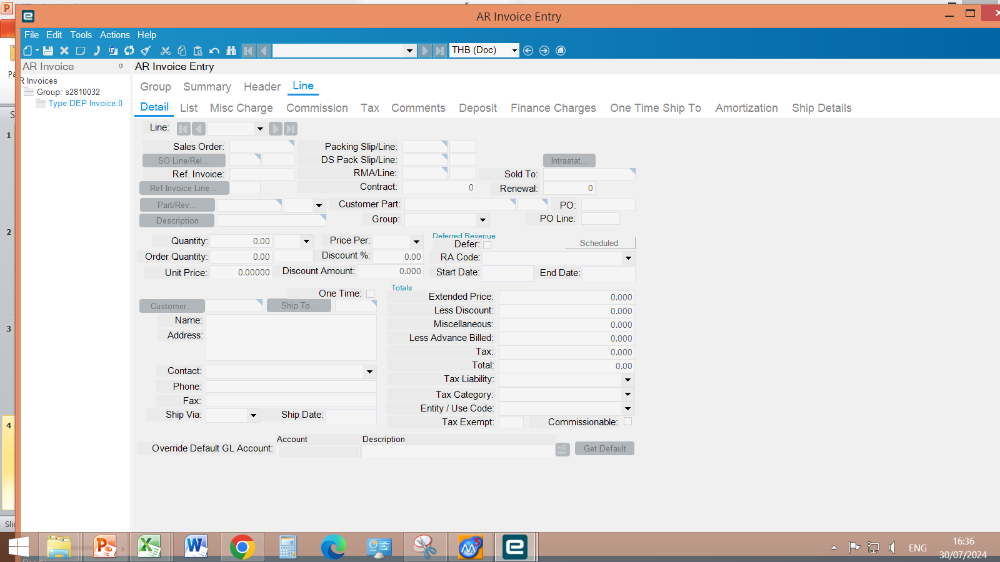 AR Invoice Entry
File Edit Tools Actions Help
THB (Doc)
AR Invoice
AR Invoice Entry
R Invoices
Group: s2810032
Type:DEP Invoice:0
Group Summary Header Line
Detail List Misc Charge Commission Tax Comments Deposit Finance Charges One Time Ship To Amortization Ship Details
Line:
Sales Order: Packing Slip/Line:
SO Line/Rel... DS Pack Slip/Line: Intrastat...
Ref. Invoice: RMA/Line: Sold To:
Ref Invoice Line ... Contract: 0 Renewal: 0
Part/Rev... Customer Part: PO:
Description Group: PO Line:
Deferred Revenue
Quantity: 0.00 Price Per: Defer: Scheduled
Order Quantity: 0.00 Discount %: 0.00 RA Code:
Unit Price: 0.00000 Discount Amount: 0.000 Start Date: End Date:
Totals
One Time: Extended Price: 0.000
Customer... Ship To... Less Discount: 0.000
Name: Miscellaneous: 0.000
Address: Less Advance Billed: 0.000
Tax: 0.000
Total: 0.00
Contact: Tax Liability:
Phone: Tax Category:
Fax: Entity / Use Code:
Ship Via: Ship Date: Tax Exempt: Commissionable:
Account Description
Override Default GL Account: Get Default
Pa
S
1
2
3
4
Slid
ENG
16:36
30/07/2024